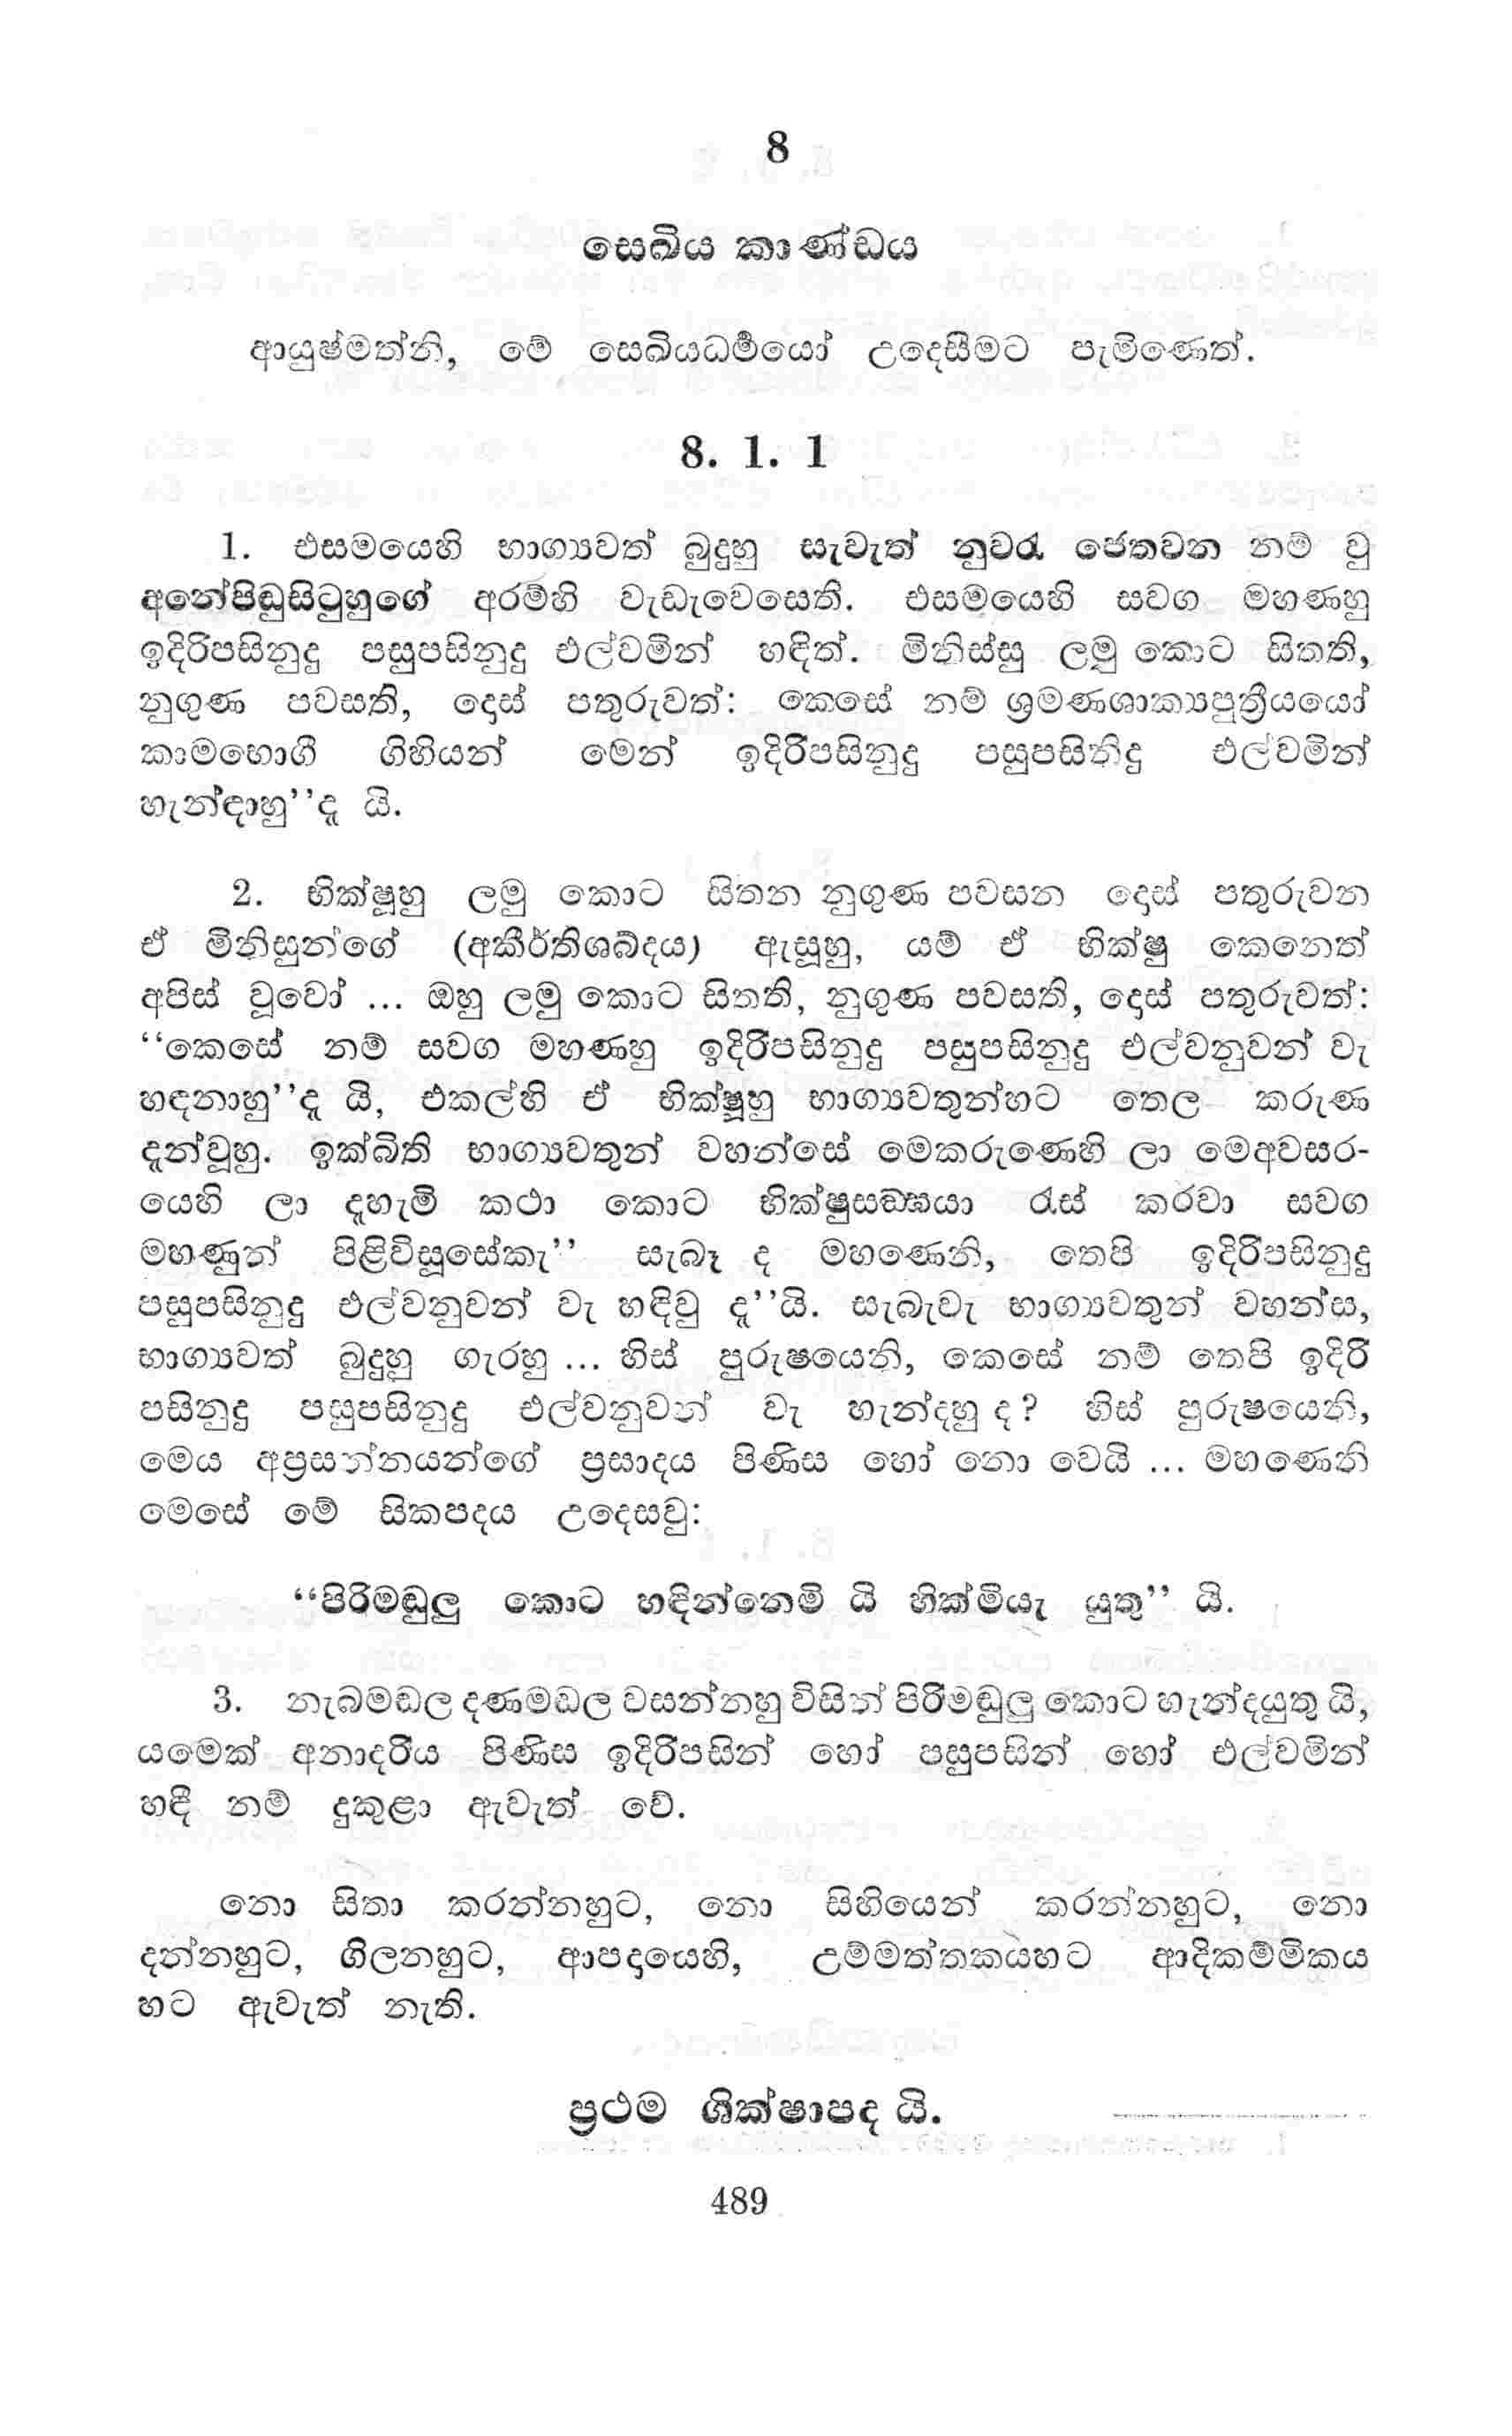 8
සෙඛිය කාණ්ඩය
ආයුෂ්මත්නි, මේ සෙඛියධර්‍මයෝ උදෙසීමට පැමිණෙත්.
8. 1. 1
1. එසමයෙහි භාග්‍යවත් බුදුහු සැවැත් නුවර ජෙතවන නම් වු
අනේපිඬුසිටුහුගේ අරම්හි වැඩැවෙසෙති. එසමයෙහි සවග මහණහු
ඉදිරිපසිනුදු පසුපසිනුදු එල්වමින් හඳිත්. මිනිස්සු ලමු කොට සිතති,
නුගුණ පවසති, දොස් පතුරුවත්: කෙසේ නම් ශ්‍රමණශාක්‍යපුත්‍රීයයෝ
කාමභොගී ගිහියන් මෙන් ඉදිරිපසිනුදු පසුපසිනිදු එල්වමින්
හැන්දාහු’’දෑ යි.
2. භික්ෂූහු ලමු කොට සිතන නුගුණ පවසන දොස් පතුරුවන
ඒ මිනිසුන්ගේ (අකීර්තිශබ්දය) ඇසූහු, යම් ඒ භික්ෂු කෙනෙත්
අපිස් වූවෝ ... ඔහු ලමු කොට සිතති, නුගුණ පවසති, දොස් පතුරුවත්:
‘‘කෙසේ නම් සවග මහණහු ඉදිරිපසිනුදු පසුපසිනුදු එල්වනුවන් වැ
හඳනාහු’’දෑ යි, එකල්හි ඒ භික්ෂූහු භාග්‍යවතුන්හට තෙල කරුණ
දැන්වූහු. ඉක්බිති භාග්‍යවතුන් වහන්සේ මෙකරුණෙහි ලා මෙඅවසර-
යෙහි ලා දැහැමි කථා කොට භික්ෂුසඞ්ඝයා රැස් කරවා සවග
මහණුන් පිළිවිසූසේකැ’’ සැබෑ ද මහණෙනි, තෙපි ඉදිරිපසිනුදු
පසුපසිනුදු එල්වනුවන් වැ හඳිවු දැ’’යි. සැබැවැ භාග්‍යවතුන් වහන්ස,
භාග්‍යවත් බුදුහු ගැරහු ... හිස් පුරුෂයෙනි, කෙසේ නම් තෙපි ඉදිරි
පසිනුදු පසුපසිනුදු එල්වනුවන් වැ හැන්දහු ද? හිස් පුරුෂයෙනි,
මෙය අප්‍රසන්නයන්ගේ ප්‍රසාදය පිණිස හෝ නො වෙයි ... මහණෙනි
මෙසේ මේ සිකපදය උදෙසවු:
‘‘පිරිමඬුලු කොට හඳින්නෙමි යි හික්මියැ යුතු’’ යි.
3. නැබමඩල දණමඩල වසන්නහු විසින් පිරිමඬුලු කොට හැන්දයුතු යි,
යමෙක් අනාදරිය පිණිස ඉදිරිපසින් හෝ පසුපසින් හෝ එල්වමින්
හඳී නම් දුකුළා ඇවැත් වේ.
නො සිතා කරන්නහුට, නො සිහියෙන් කරන්නහුට, නො
දන්නහුට, ගිලනහුට, ආපදායෙහි, උම්මත්තකයහට ආදිකම්මිකය
හට ඇවැත් නැති.
ප්‍රථම ශික්ෂාපද යි.
489